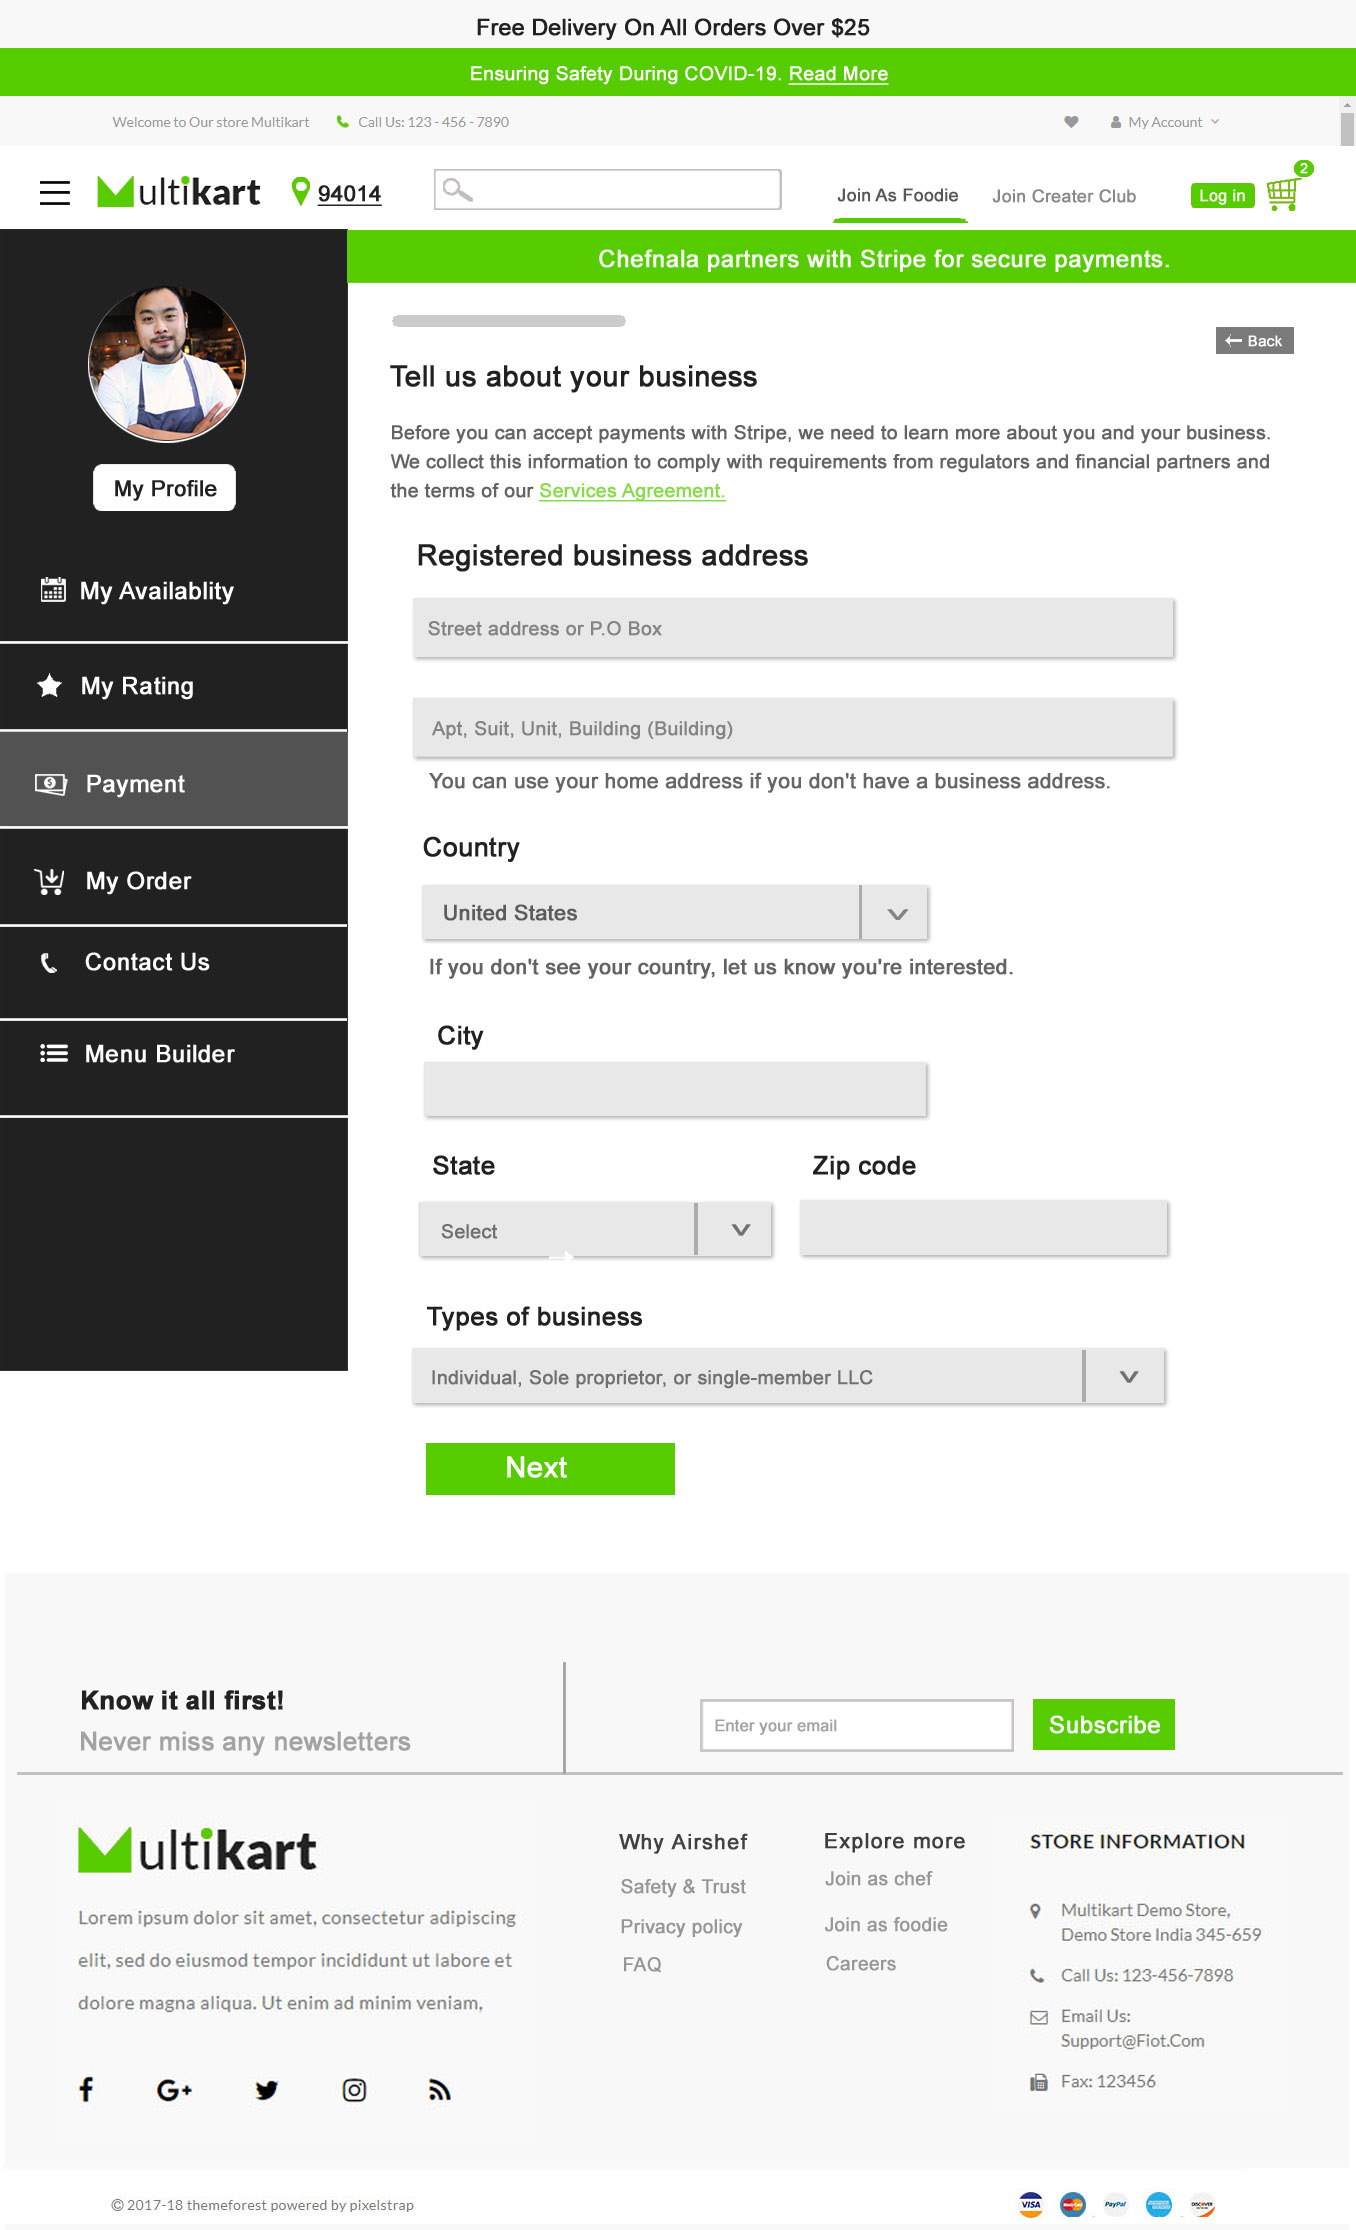 Free Delivery On All Orders Over $25
Ensuring Safety During COVID-19. Read More
Welcome to Our store Multikart
Call Us: 123 - 456 - 7890
My Account
Multikart
94014
Join As Foodie
Join Creater Club
Log in
2
Chefnala partners with Stripe for secure payments.
My Profile
My Availablity
My Rating
Payment
My Order
Contact Us
Menu Builder
Back
Tell us about your business
Before you can accept payments with Stripe, we need to learn more about you and your business.
We collect this information to comply with requirements from regulators and financial partners and
the terms of our Services Agreement.
Registered business address
Street address or P.O Box
Apt, Suit, Unit, Building (Building)
You can use your home address if you don't have a business address.
Country
United States
If you don't see your country, let us know you're interested.
City
State
Zip code
Select
Types of business
Individual, Sole proprietor, or single-member LLC
Next
Know it all first!
Never miss any newsletters
Enter your email
Subscribe
Multikart
Lorem ipsum dolor sit amet, consectetur adipiscing
elit, sed do eiusmod tempor incididunt ut labore et
dolore magna aliqua. Ut enim ad minim veniam,
Why Airshef
Safety & Trust
Privacy policy
FAQ
Explore more
Join as chef
Join as foodie
Careers
STORE INFORMATION
Multikart Demo Store,
Demo Store India 345-659
Call Us: 123-456-7898
Email Us:
Support@Fiot.Com
Fax: 123456
© 2017-18 themeforest powered by pixelstrap
VISA
MasterCard
PayPal
DISCOVER